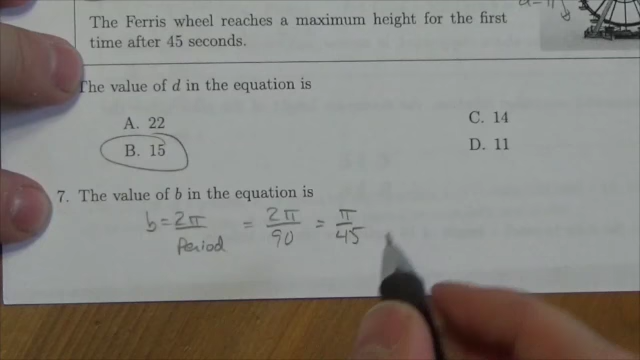 The Ferris wheel reaches a maximum height for the first
time after 45 seconds.
The value of d in the equation is
A. 22
B. 15
C. 14
D. 11
7. The value of b in the equation is
b = 2π / Period = 2π / 90 = π / 45